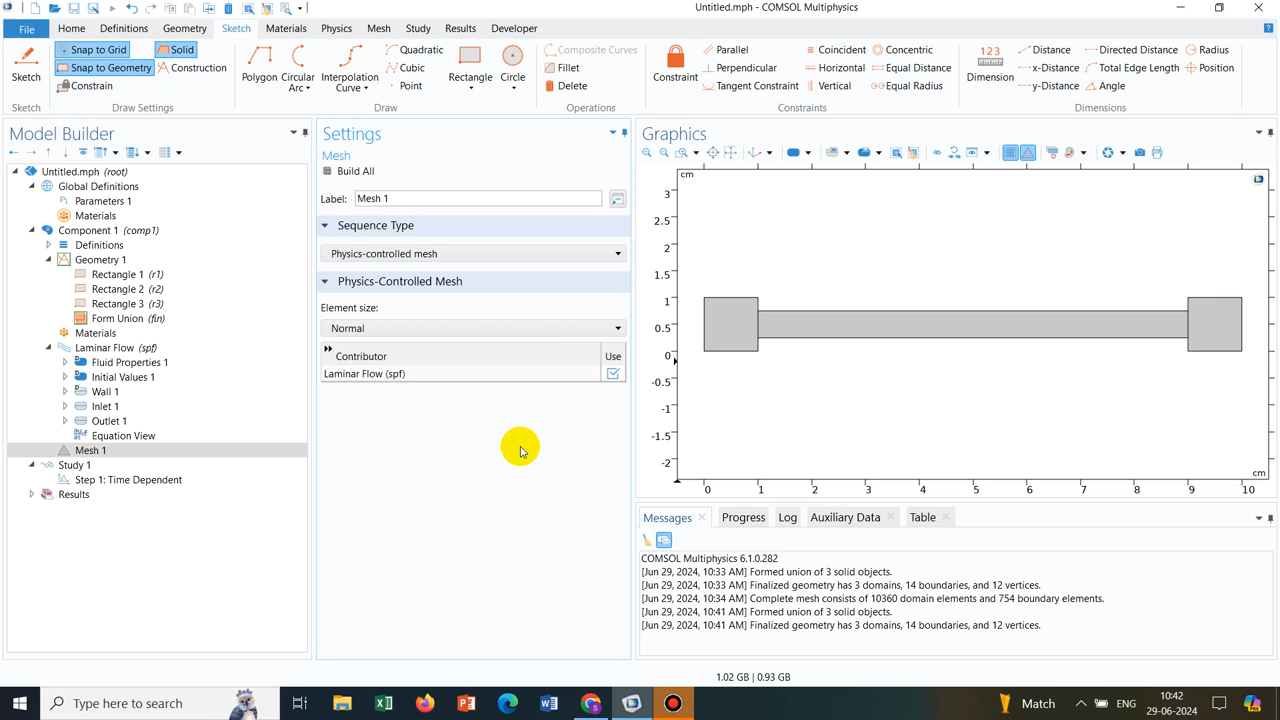 Untitled.mph - COMSOL Multiphysics
File Home Definitions Geometry Sketch Materials Physics Mesh Study Results Developer
Snap to Grid Solid
Snap to Geometry Construction
Constrain
Sketch
Polygon Circular Arc Interpolation Curve
Quadratic
Cubic
Point
Rectangle Circle
Composite Curves
Fillet
Delete
Constraint
Parallel Coincident Concentric
Perpendicular Horizontal Equal Distance
Tangent Constraint Vertical Equal Radius
123
Dimension
Distance Directed Distance Radius
x-Distance Total Edge Length Position
y-Distance Angle
Sketch Draw Settings Draw Operations Constraints Dimensions
Model Builder
Untitled.mph (root)
Global Definitions
Parameters 1
Materials
Component 1 (comp1)
Definitions
Geometry 1
Rectangle 1 (r1)
Rectangle 2 (r2)
Rectangle 3 (r3)
Form Union (fin)
Materials
Laminar Flow (spf)
Fluid Properties 1
Initial Values 1
Wall 1
Inlet 1
Outlet 1
Equation View
Mesh 1
Study 1
Step 1: Time Dependent
Results
Settings
Mesh
Build All
Label: Mesh 1
Sequence Type
Physics-controlled mesh
Physics-Controlled Mesh
Element size:
Normal
Contributor Use
Laminar Flow (spf)
Graphics
cm
3
2.5
2
1.5
1
0.5
0
-0.5
-1
-1.5
-2
cm
0 1 2 3 4 5 6 7 8 9 10
Messages Progress Log Auxiliary Data Table
COMSOL Multiphysics 6.1.0.282
[Jun 29, 2024, 10:33 AM] Formed union of 3 solid objects.
[Jun 29, 2024, 10:33 AM] Finalized geometry has 3 domains, 14 boundaries, and 12 vertices.
[Jun 29, 2024, 10:34 AM] Complete mesh consists of 10360 domain elements and 754 boundary elements.
[Jun 29, 2024, 10:41 AM] Formed union of 3 solid objects.
[Jun 29, 2024, 10:41 AM] Finalized geometry has 3 domains, 14 boundaries, and 12 vertices.
1.02 GB | 0.93 GB
Type here to search
Match
ENG
10:42
29-06-2024